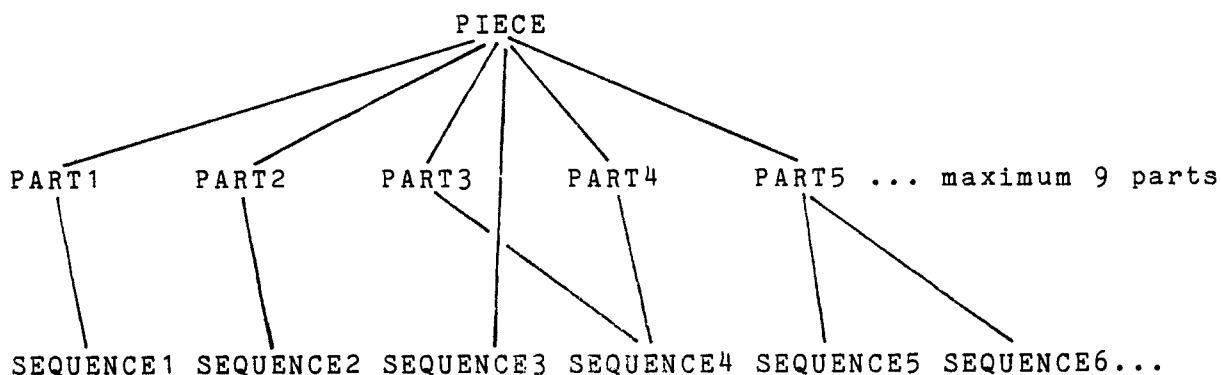 PIECE
PART1 PART2 PART3 PART4 PART5 ... maximum 9 parts
SEQUENCE1 SEQUENCE2 SEQUENCE3 SEQUENCE4 SEQUENCE5 SEQUENCE6...